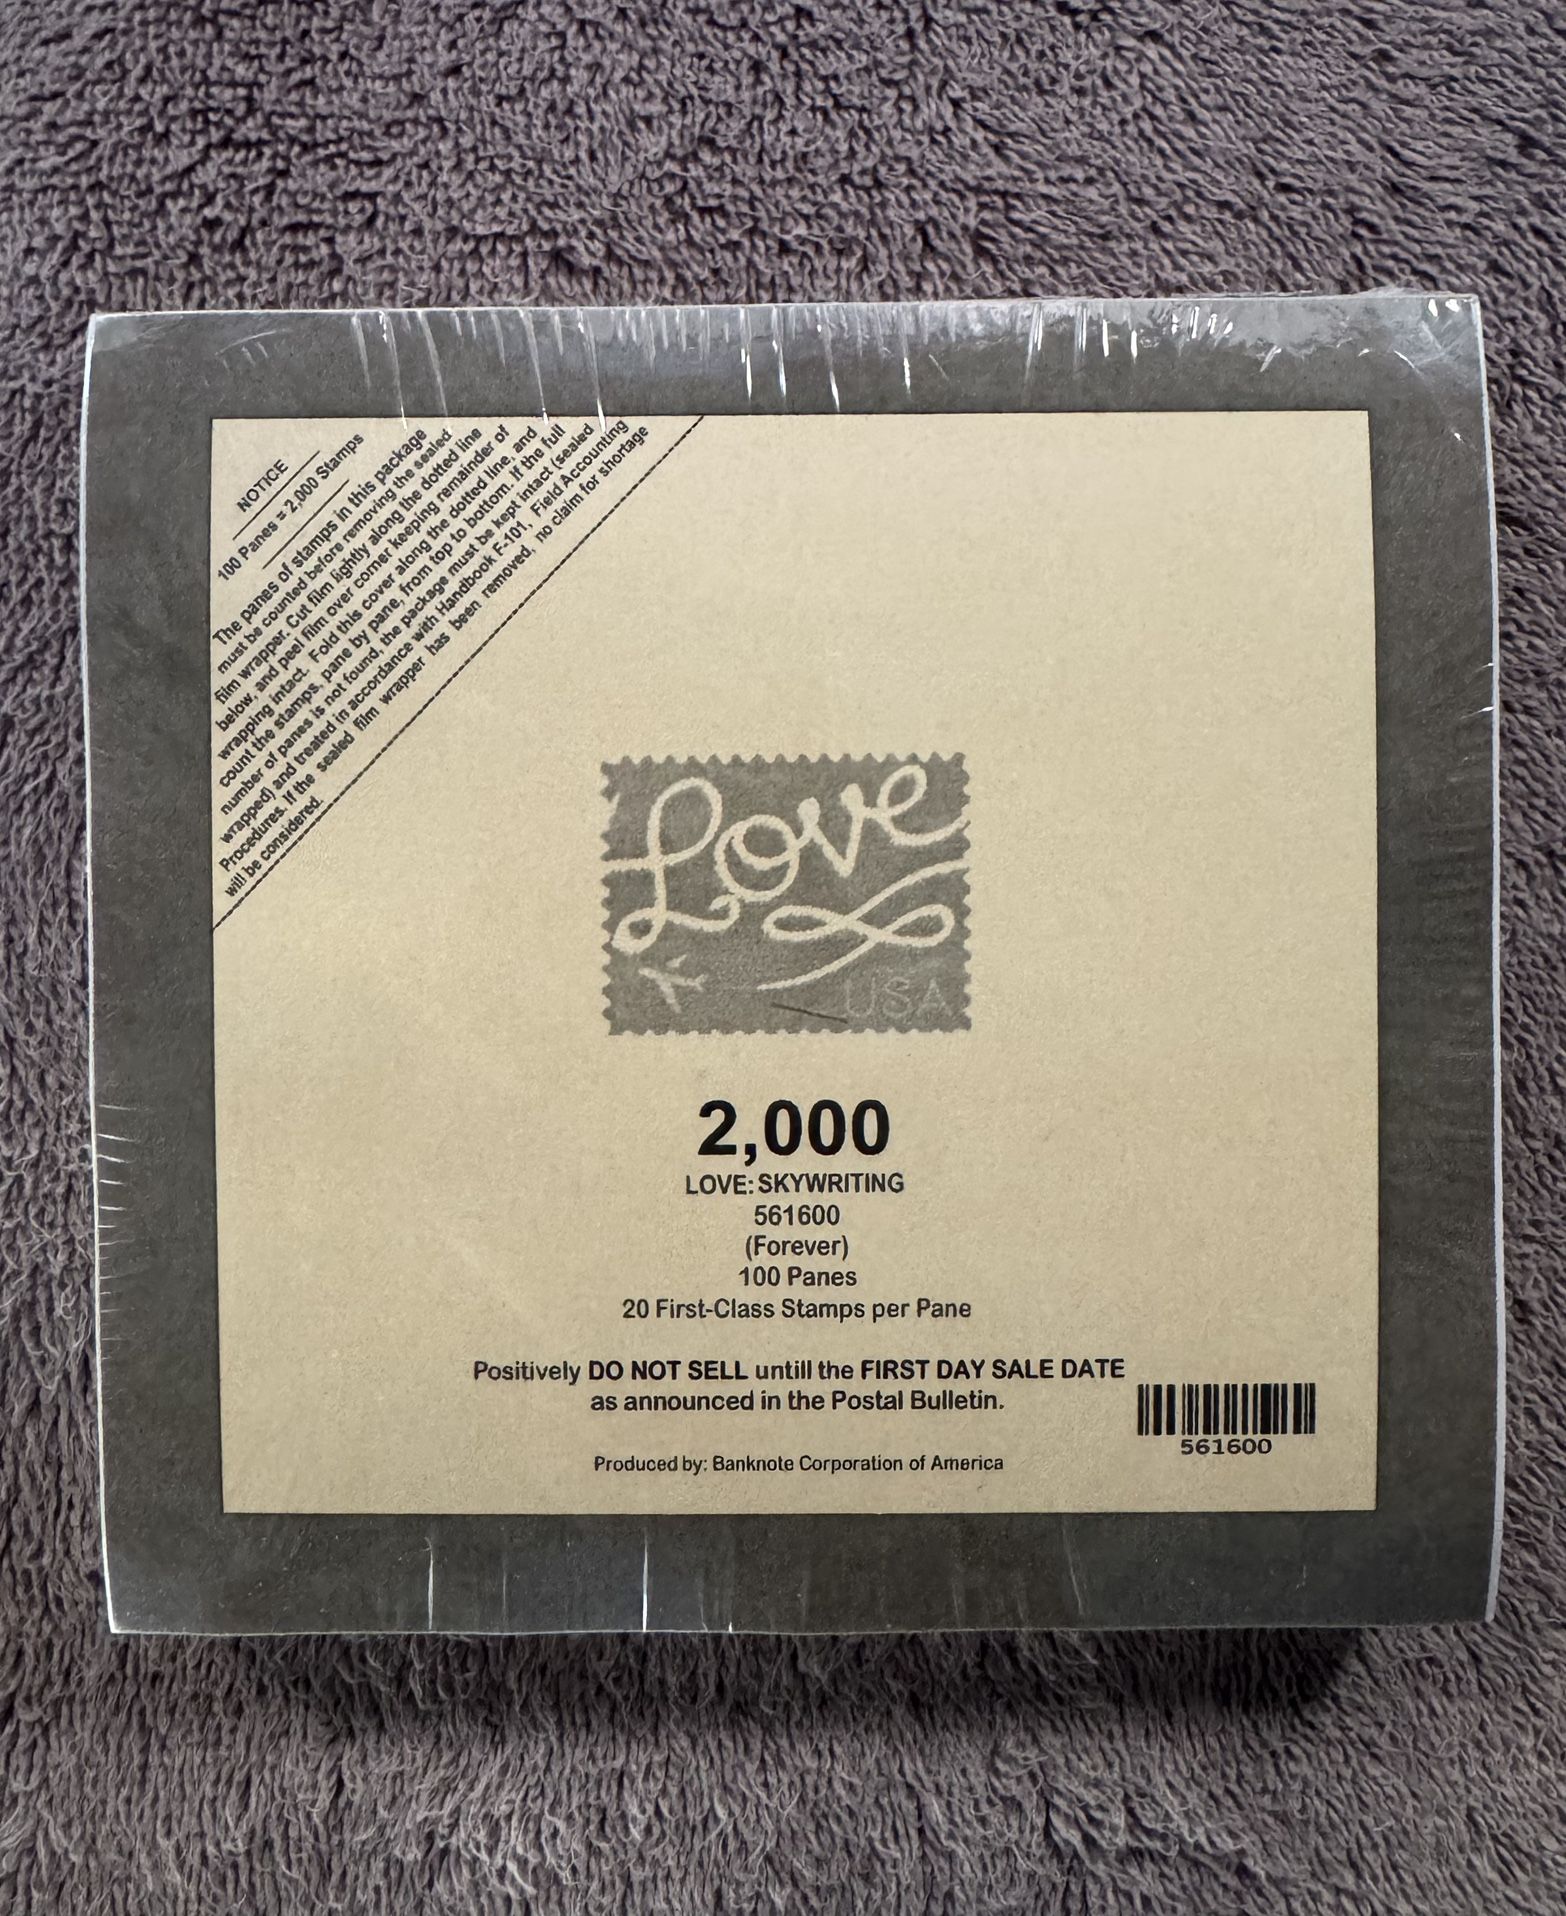 NOTICE
100 Panes = 2,000 Stamps
The panes of stamps in this package
must be counted before removing the sealed
film wrapper. Cut film lightly along the dotted line
below, and peel film over corner keeping remainder of
wrapping intact. Fold this cover along the dotted line, and
count the stamps, pane by pane, from top to bottom. If the full
number of panes is not found, the package must be kept intact (sealed
wrapped) and treated in accordance with Handbook F-101, Field Accounting
Procedures. If the sealed film wrapper has been removed, no claim for shortage
will be considered.
Love
USA
2,000
LOVE: SKYWRITING
561600
(Forever)
100 Panes
20 First-Class Stamps per Pane
Positively DO NOT SELL untill the FIRST DAY SALE DATE
as announced in the Postal Bulletin.
561600
Produced by: Banknote Corporation of America